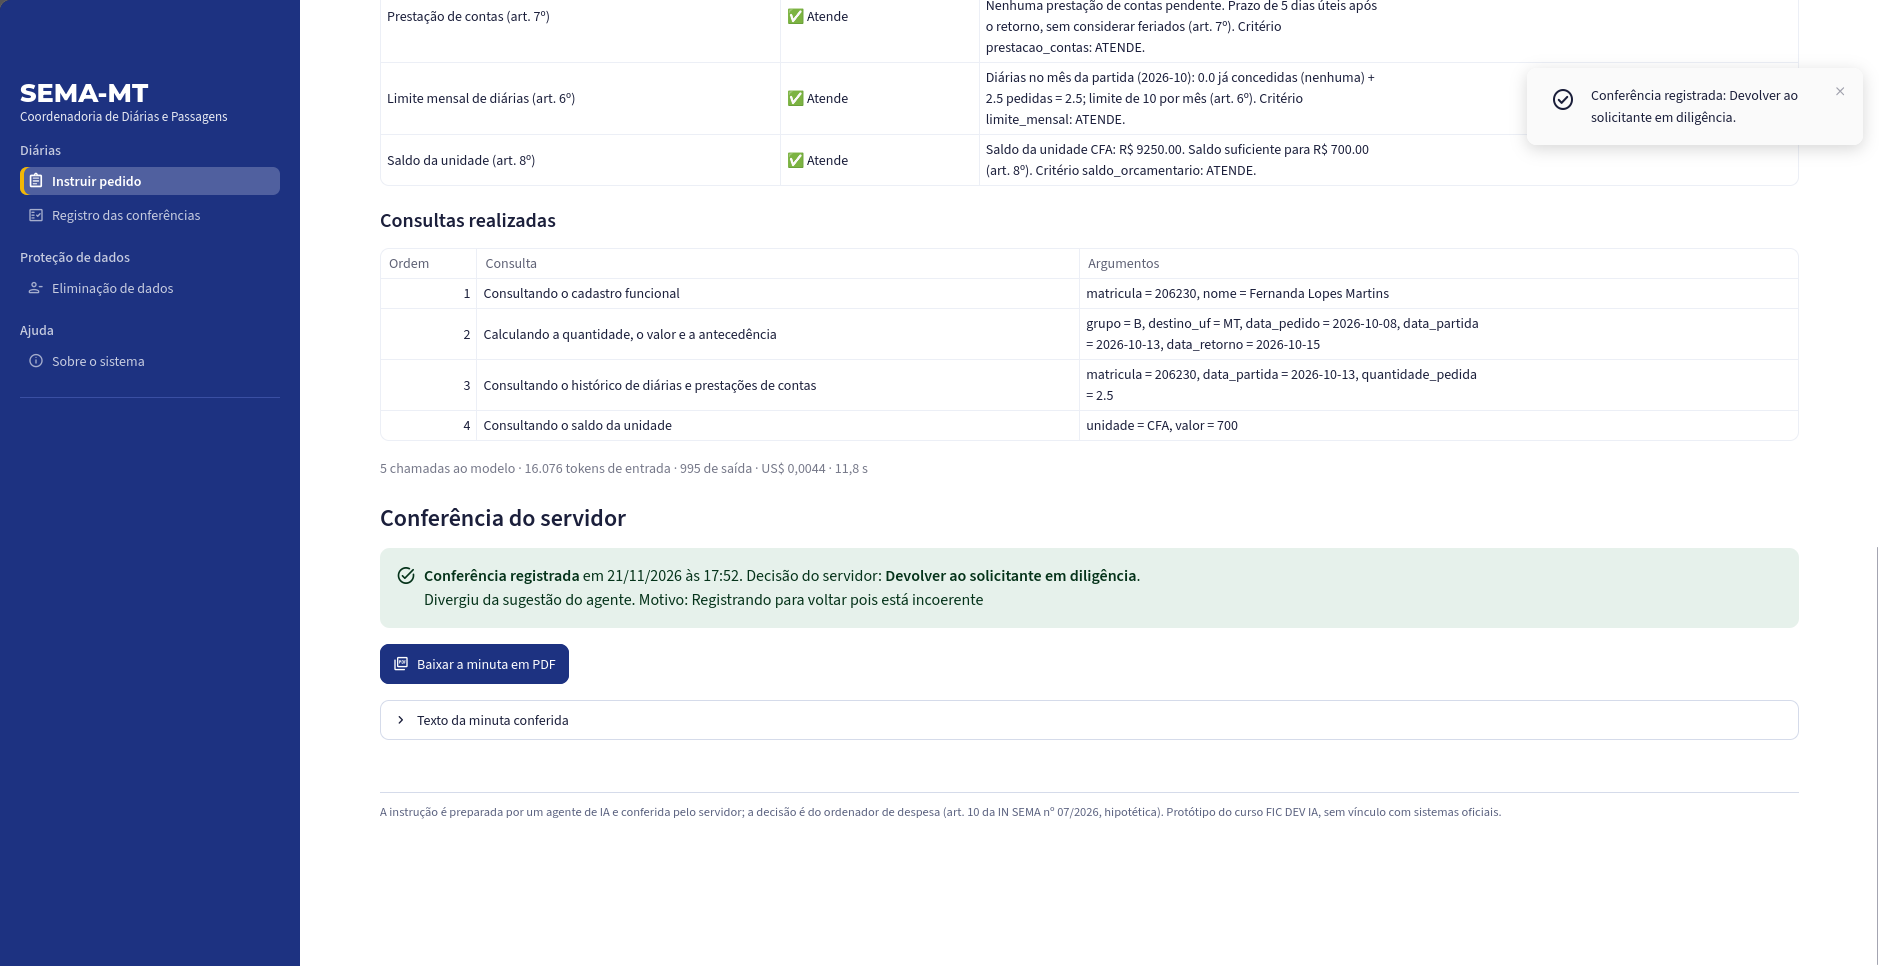 SEMA-MT
Coordenadoria de Diárias e Passagens
Diárias
Instruir pedido
Registro das conferências
Proteção de dados
Eliminação de dados
Ajuda
Sobre o sistema
Prestação de contas (art. 7º)
✅ Atende
Nenhuma prestação de contas pendente. Prazo de 5 dias úteis após
o retorno, sem considerar feriados (art. 7º). Critério
prestacao_contas: ATENDE.
Limite mensal de diárias (art. 6º)
✅ Atende
Diárias no mês da partida (2026-10): 0.0 já concedidas (nenhuma) +
2.5 pedidas = 2.5; limite de 10 por mês (art. 6º). Critério
limite_mensal: ATENDE.
Saldo da unidade (art. 8º)
✅ Atende
Saldo da unidade CFA: R$ 9250.00. Saldo suficiente para R$ 700.00
(art. 8º). Critério saldo_orcamentario: ATENDE.
Conferência registrada: Devolver ao
solicitante em diligência.
Consultas realizadas
Ordem Consulta Argumentos
1 Consultando o cadastro funcional matricula = 206230, nome = Fernanda Lopes Martins
2 Calculando a quantidade, o valor e a antecedência
grupo = B, destino_uf = MT, data_pedido = 2026-10-08, data_partida
= 2026-10-13, data_retorno = 2026-10-15
3 Consultando o histórico de diárias e prestações de contas
matricula = 206230, data_partida = 2026-10-13, quantidade_pedida
= 2.5
4 Consultando o saldo da unidade unidade = CFA, valor = 700
5 chamadas ao modelo · 16.076 tokens de entrada · 995 de saída · US$ 0,0044 · 11,8 s
Conferência do servidor
Conferência registrada em 21/11/2026 às 17:52. Decisão do servidor: Devolver ao solicitante em diligência.
Divergiu da sugestão do agente. Motivo: Registrando para voltar pois está incoerente
Baixar a minuta em PDF
Texto da minuta conferida
A instrução é preparada por um agente de IA e conferida pelo servidor; a decisão é do ordenador de despesa (art. 10 da IN SEMA nº 07/2026, hipotética). Protótipo do curso FIC DEV IA, sem vínculo com sistemas oficiais.